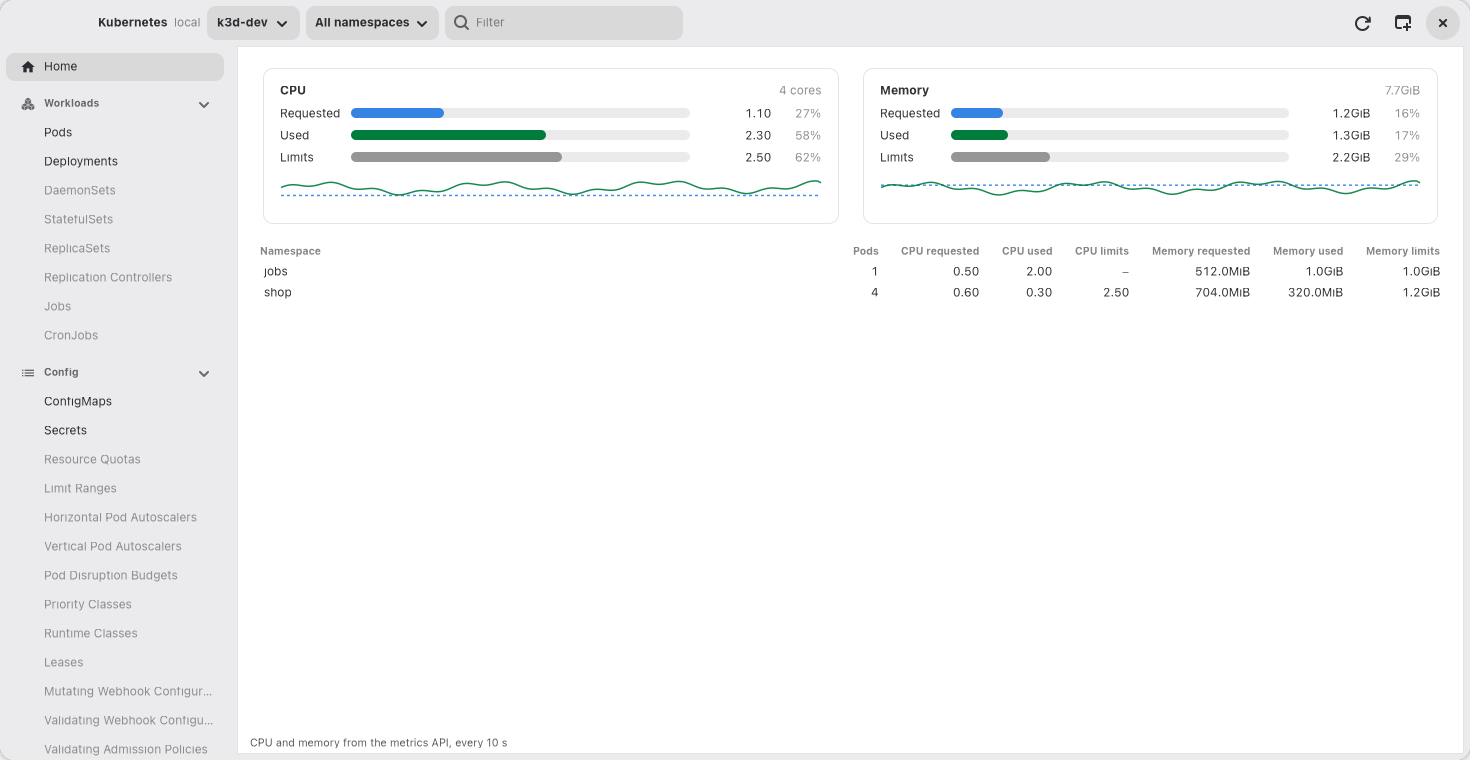 Kubernetes local k3d-dev All namespaces Filter
Home
Workloads
Pods
Deployments
DaemonSets
StatefulSets
ReplicaSets
Replication Controllers
Jobs
CronJobs
Config
ConfigMaps
Secrets
Resource Quotas
Limit Ranges
Horizontal Pod Autoscalers
Vertical Pod Autoscalers
Pod Disruption Budgets
Priority Classes
Runtime Classes
Leases
Mutating Webhook Configur...
Validating Webhook Configu...
Validating Admission Policies
CPU 4 cores
Requested 1.10 27%
Used 2.30 58%
Limits 2.50 62%
Memory 7.7GiB
Requested 1.2GiB 16%
Used 1.3GiB 17%
Limits 2.2GiB 29%
Namespace Pods CPU requested CPU used CPU limits Memory requested Memory used Memory limits
jobs 1 0.50 2.00 – 512.0MiB 1.0GiB 1.0GiB
shop 4 0.60 0.30 2.50 704.0MiB 320.0MiB 1.2GiB
CPU and memory from the metrics API, every 10 s